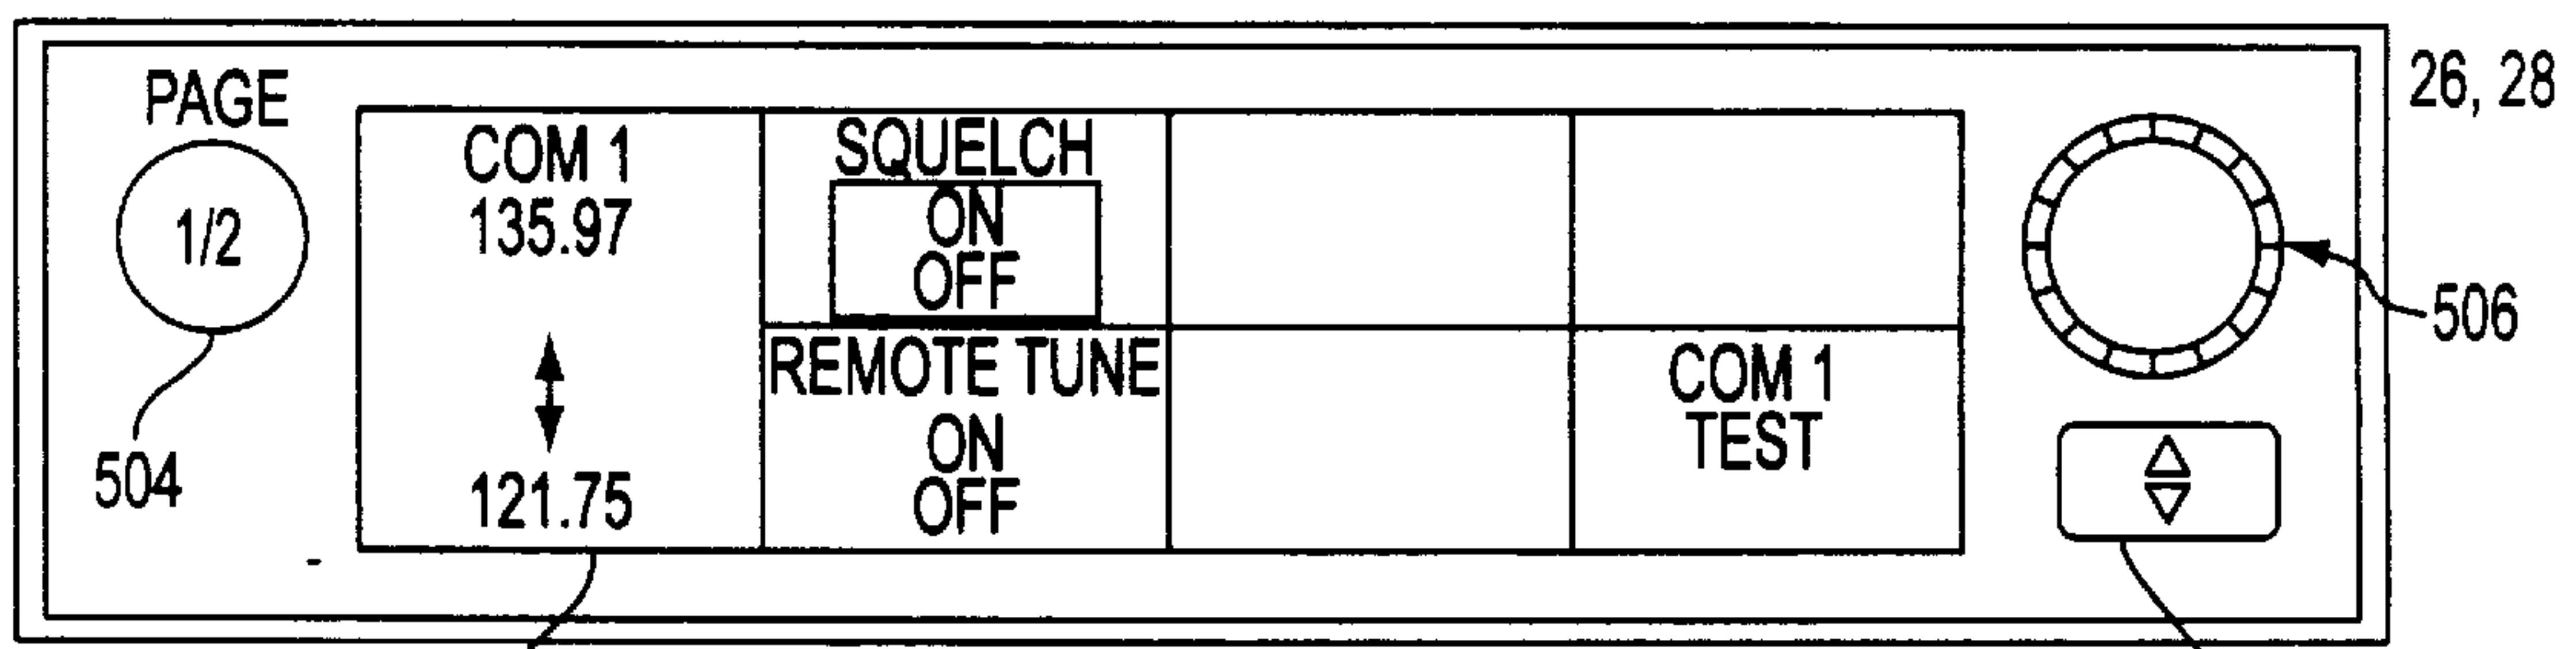 PAGE
1/2
504
COM 1
135.97
121.75
SQUELCH
ON
OFF
REMOTE TUNE
ON
OFF
COM 1
TEST
26, 28
506